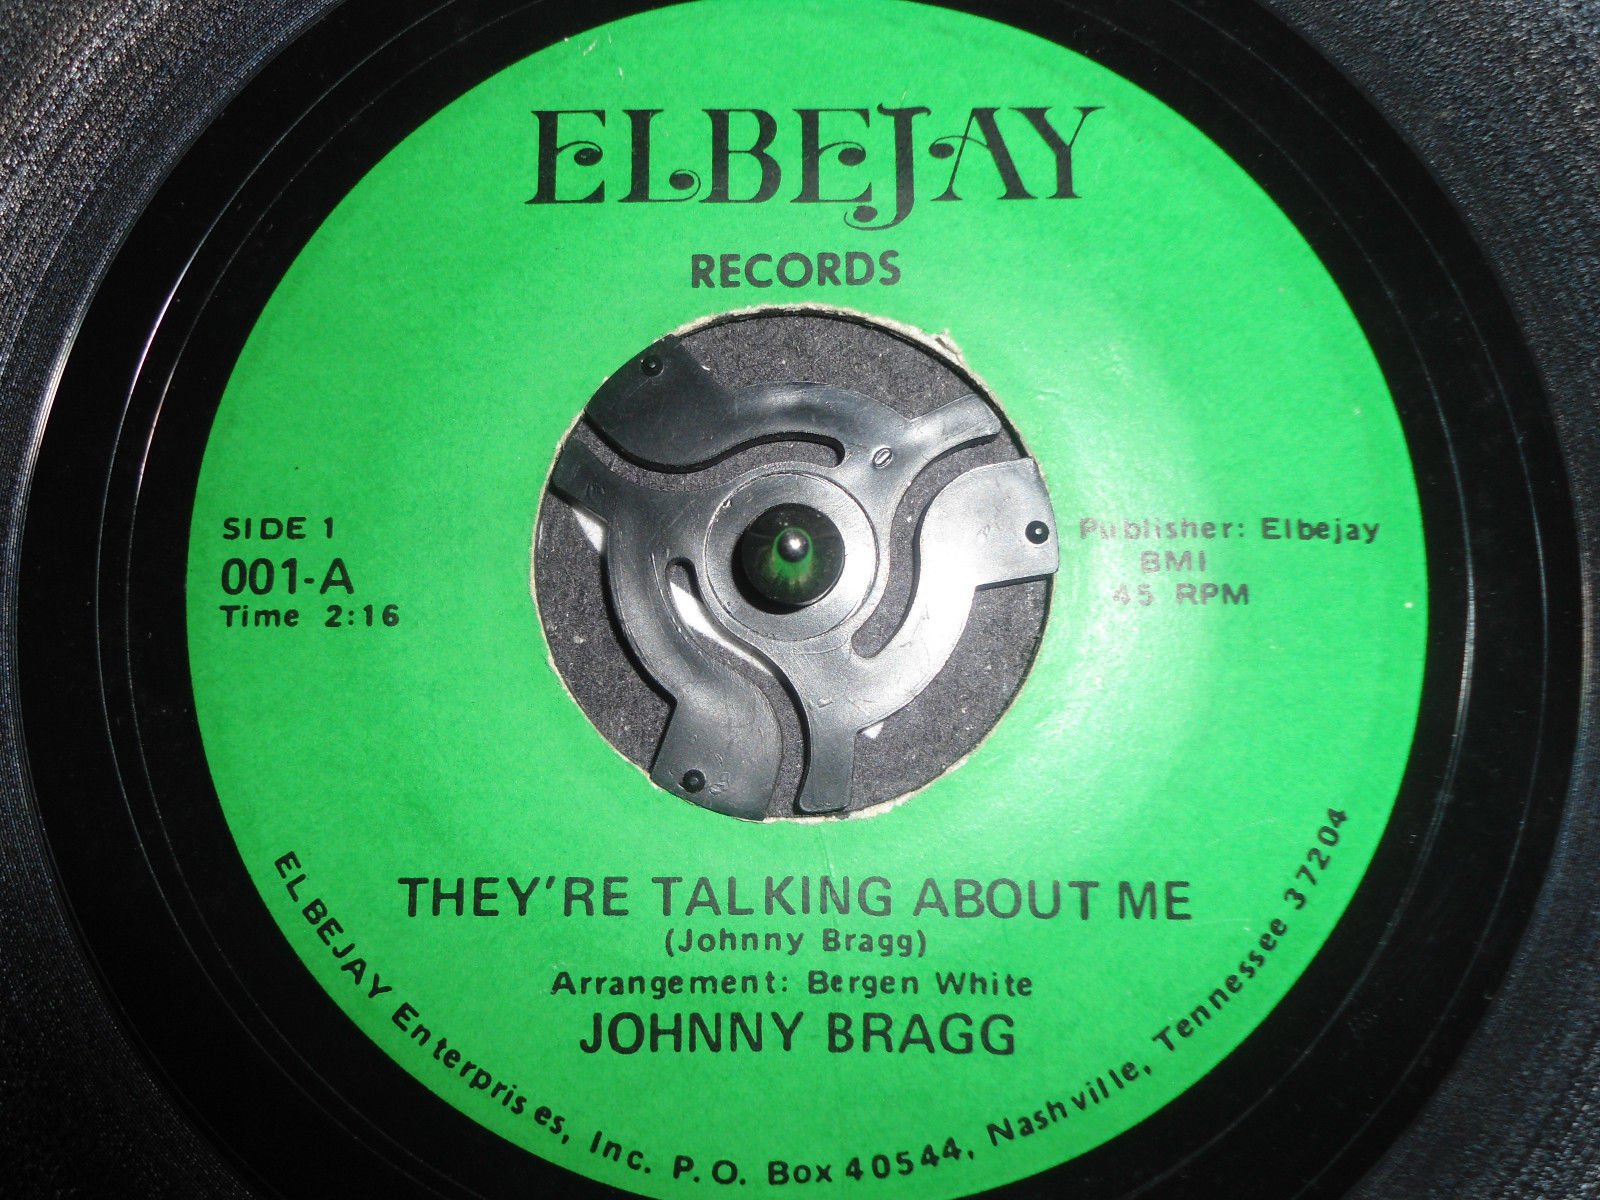 ELBEJAY
RECORDS
SIDE 1
001-A
Time 2:16
Publisher: Elbejay
BMI
45 RPM
THEY'RE TALKING ABOUT ME
(Johnny Bragg)
Arrangement: Bergen White
JOHNNY BRAGG
ELBEJAY Enterprises, Inc. P.O. Box 40544, Nashville, Tennessee 37204